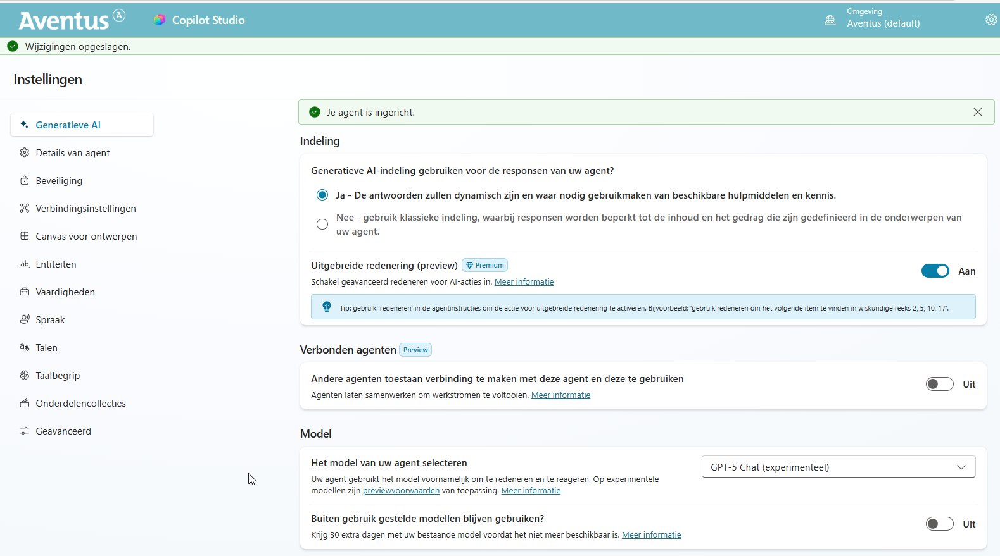 Aventus A
Copilot Studio
Omgeving
Aventus (default)
Wijzigingen opgeslagen.
Instellingen
Generatieve AI
Details van agent
Beveiliging
Verbindingsinstellingen
Canvas voor ontwerpen
Entiteiten
Vaardigheden
Spraak
Talen
Taalbegrip
Onderdelencollecties
Geavanceerd
Je agent is ingericht.
Indeling
Generatieve AI-indeling gebruiken voor de responsen van uw agent?
Ja - De antwoorden zullen dynamisch zijn en waar nodig gebruikmaken van beschikbare hulpmiddelen en kennis.
Nee - gebruik klassieke indeling, waarbij responsen worden beperkt tot de inhoud en het gedrag die zijn gedefinieerd in de onderwerpen van
uw agent.
Uitgebreide redenering (preview) Premium
Aan
Schakel geavanceerd redeneren voor AI-acties in. Meer informatie
Tip: gebruik 'redeneren' in de agentinstructies om de actie voor uitgebreide redenering te activeren. Bijvoorbeeld: 'gebruik redeneren om het volgende item te vinden in wiskundige reeks 2, 5, 10, 17'.
Verbonden agenten Preview
Andere agenten toestaan verbinding te maken met deze agent en deze te gebruiken
Uit
Agenten laten samenwerken om werkstromen te voltooien. Meer informatie
Model
Het model van uw agent selecteren
GPT-5 Chat (experimenteel)
Uw agent gebruikt het model voornamelijk om te redeneren en te reageren. Op experimentele
modellen zijn previewvoorwaarden van toepassing. Meer informatie
Buiten gebruik gestelde modellen blijven gebruiken?
Uit
Krijg 30 extra dagen met uw bestaande model voordat het niet meer beschikbaar is. Meer informatie